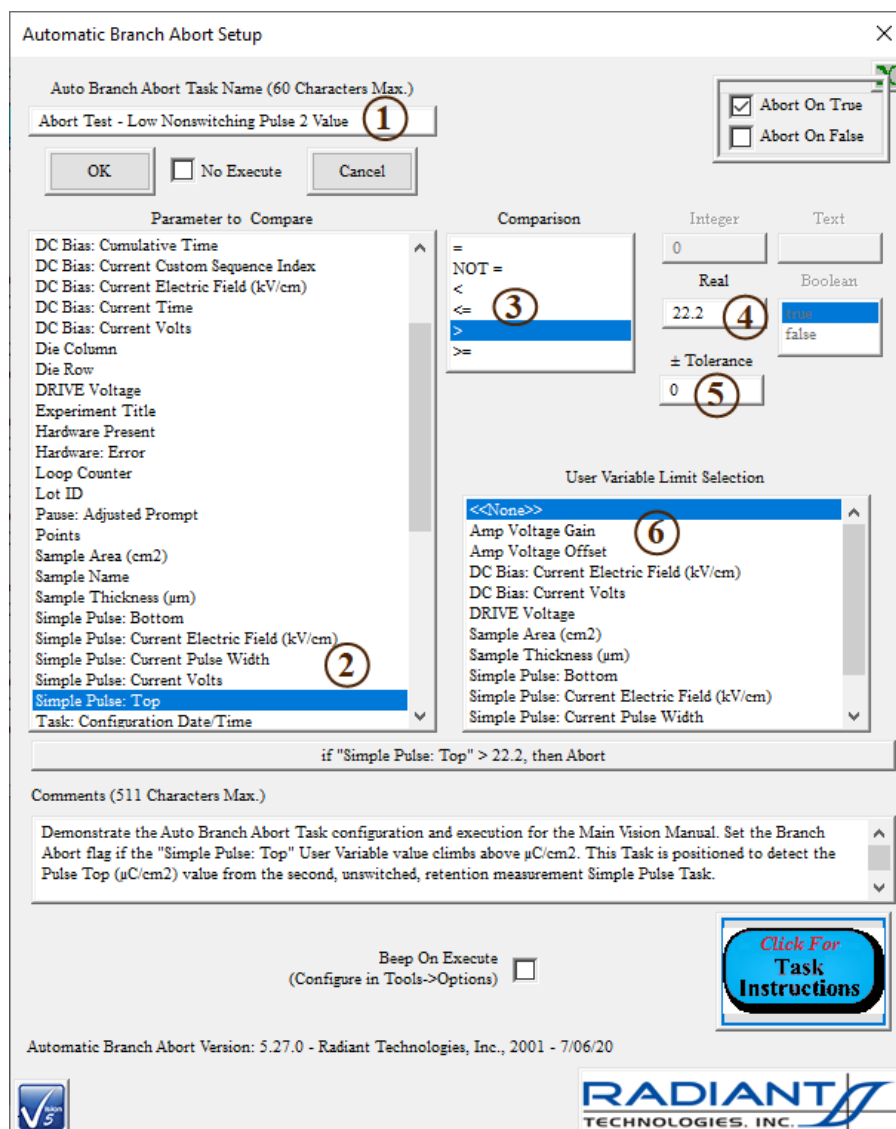 Automatic Branch Abort Setup
Auto Branch Abort Task Name (60 Characters Max.)
Abort Test - Low Nonswitching Pulse 2 Value
1
Abort On True
Abort On False
OK
No Execute
Cancel
Parameter to Compare
DC Bias: Cumulative Time
DC Bias: Current Custom Sequence Index
DC Bias: Current Electric Field (kV/cm)
DC Bias: Current Time
DC Bias: Current Volts
Die Column
Die Row
DRIVE Voltage
Experiment Title
Hardware Present
Hardware: Error
Loop Counter
Lot ID
Pause: Adjusted Prompt
Points
Sample Area (cm2)
Sample Name
Sample Thickness (µm)
Simple Pulse: Bottom
Simple Pulse: Current Electric Field (kV/cm)
Simple Pulse: Current Pulse Width
2
Simple Pulse: Current Volts
Simple Pulse: Top
Task: Configuration Date/Time
Comparison
=
NOT =
<
<=
3
>
>=
Integer
0
Text
Real
22.2
4
Boolean
true
false
± Tolerance
0
5
User Variable Limit Selection
<<None>>
Amp Voltage Gain
6
Amp Voltage Offset
DC Bias: Current Electric Field (kV/cm)
DC Bias: Current Volts
DRIVE Voltage
Sample Area (cm2)
Sample Thickness (µm)
Simple Pulse: Bottom
Simple Pulse: Current Electric Field (kV/cm)
Simple Pulse: Current Pulse Width
if "Simple Pulse: Top" > 22.2, then Abort
Comments (511 Characters Max.)
Demonstrate the Auto Branch Abort Task configuration and execution for the Main Vision Manual. Set the Branch
Abort flag if the "Simple Pulse: Top" User Variable value climbs above µC/cm2. This Task is positioned to detect the
Pulse Top (µC/cm2) value from the second, unswitched, retention measurement Simple Pulse Task.
Beep On Execute
(Configure in Tools->Options)
Click For
Task
Instructions
Automatic Branch Abort Version: 5.27.0 - Radiant Technologies, Inc., 2001 - 7/06/20
Vision
5
RADIANT
TECHNOLOGIES, INC.